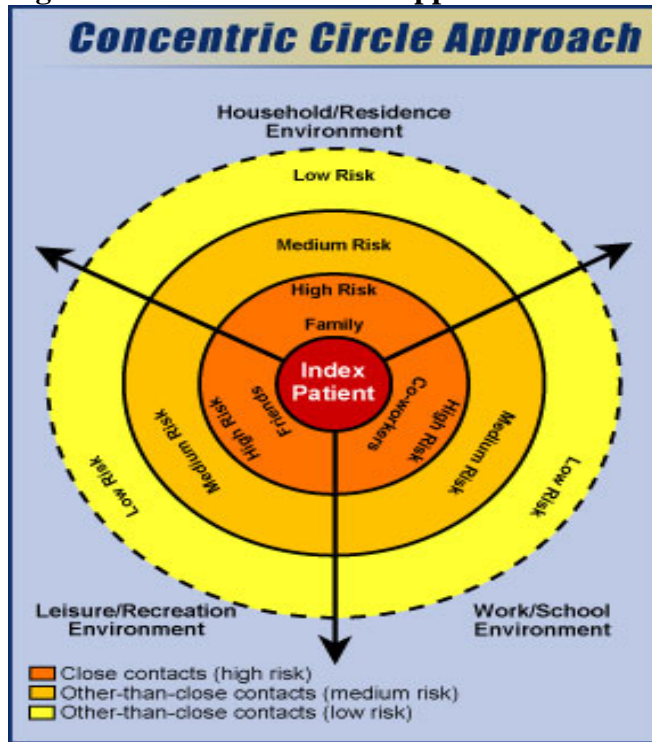 Concentric Circle Approach
Household/Residence
Environment
Low Risk
Medium Risk
High Risk
Family
Index
Patient
Friends
High Risk
Medium Risk
Low Risk
Co-workers
High Risk
Medium Risk
Low Risk
Leisure/Recreation
Environment
Work/School
Environment
Close contacts (high risk)
Other-than-close contacts (medium risk)
Other-than-close contacts (low risk)